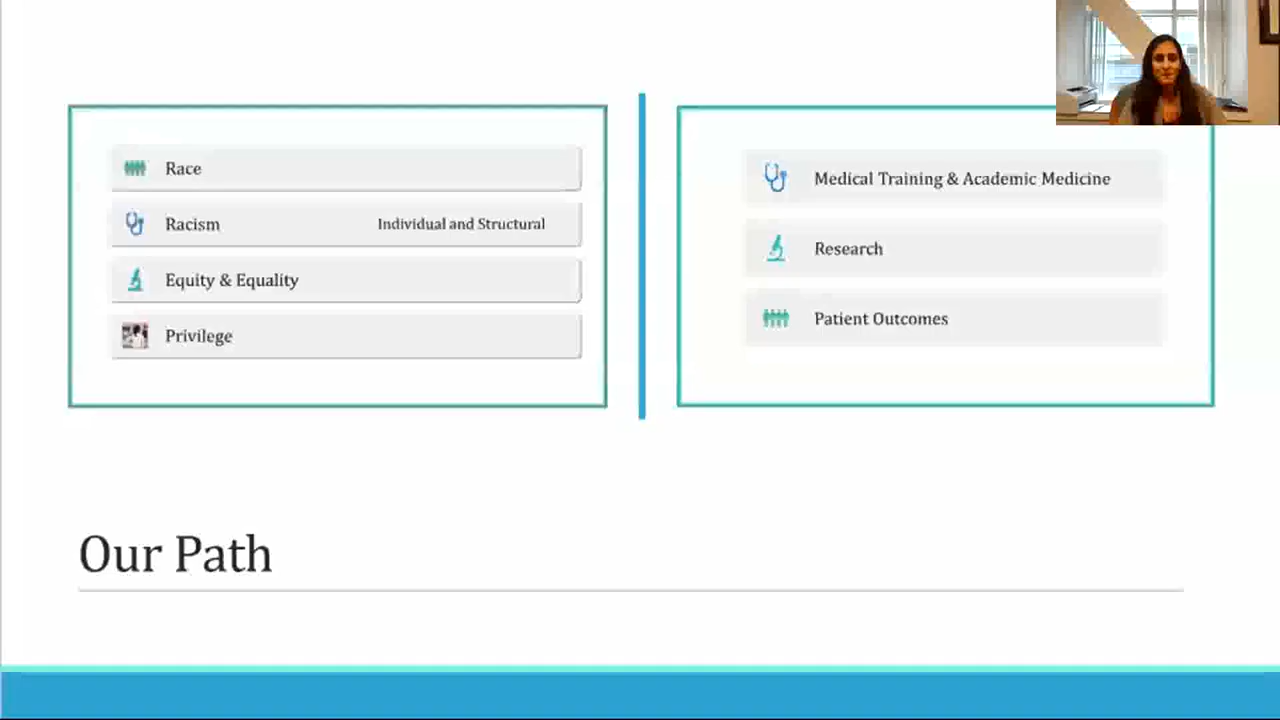 Race
Racism Individual and Structural
Equity & Equality
Privilege
Medical Training & Academic Medicine
Research
Patient Outcomes
Our Path